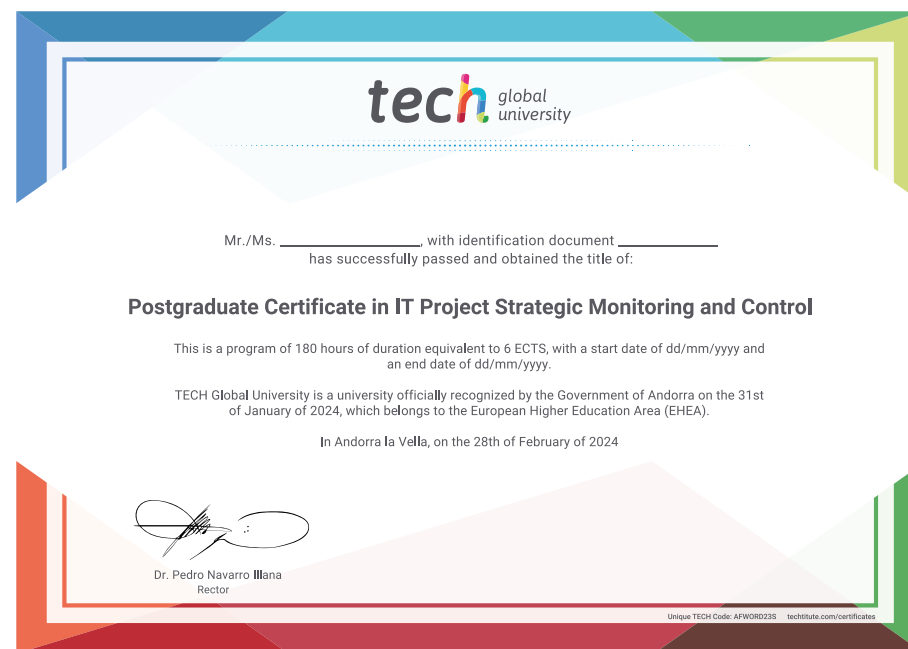 tech global university
Mr./Ms. ____________________, with identification document ______________
has successfully passed and obtained the title of:
Postgraduate Certificate in IT Project Strategic Monitoring and Control
This is a program of 180 hours of duration equivalent to 6 ECTS, with a start date of dd/mm/yyyy and
an end date of dd/mm/yyyy.
TECH Global University is a university officially recognized by the Government of Andorra on the 31st
of January of 2024, which belongs to the European Higher Education Area (EHEA).
In Andorra la Vella, on the 28th of February of 2024
Dr. Pedro Navarro Illana
Rector
Unique TECH Code: AFWORD23S techtitute.com/certificates